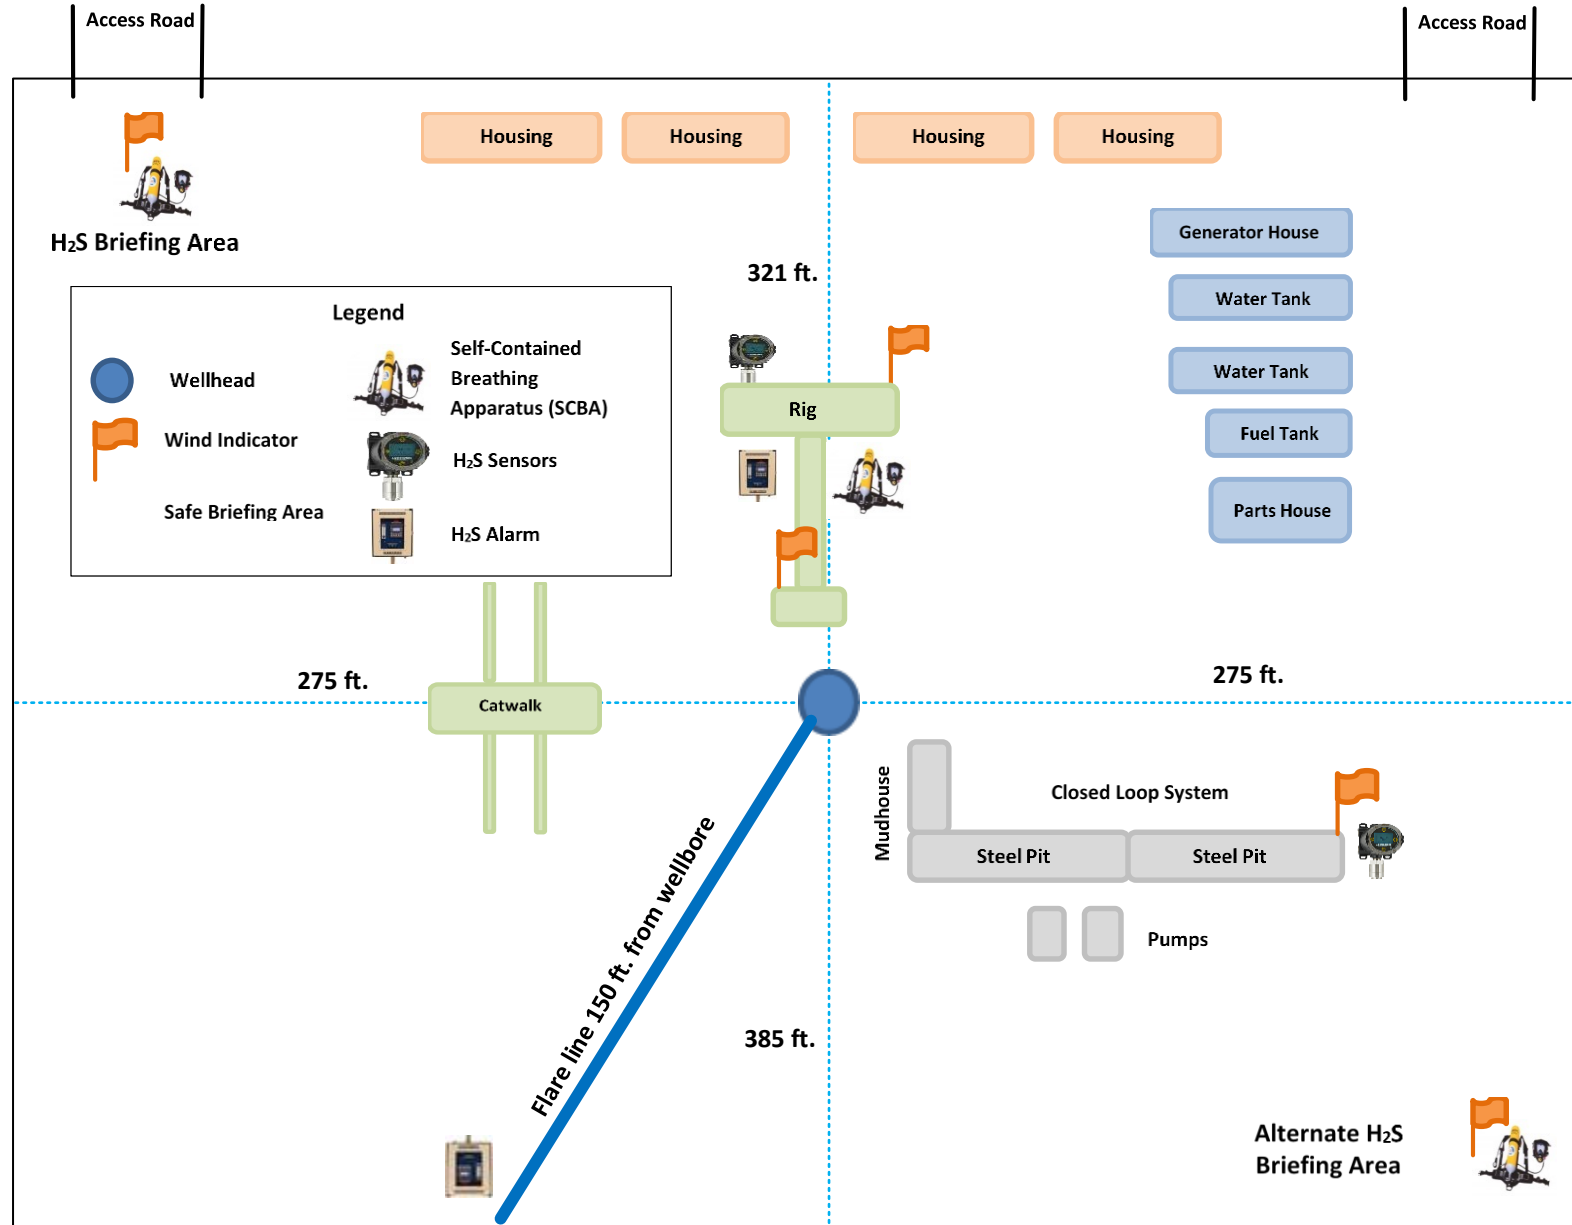 Access Road
Access Road
Housing
Housing
Housing
Housing
H₂S Briefing Area
Generator House
321 ft.
Water Tank
Legend
Self-Contained
Breathing
Apparatus (SCBA)
Wellhead
Wind Indicator
H₂S Sensors
Safe Briefing Area
H₂S Alarm
Rig
Water Tank
Fuel Tank
Parts House
275 ft.
275 ft.
Catwalk
Mudhouse
Closed Loop System
Steel Pit
Steel Pit
Pumps
Flare line 150 ft. from wellbore
385 ft.
Alternate H₂S
Briefing Area